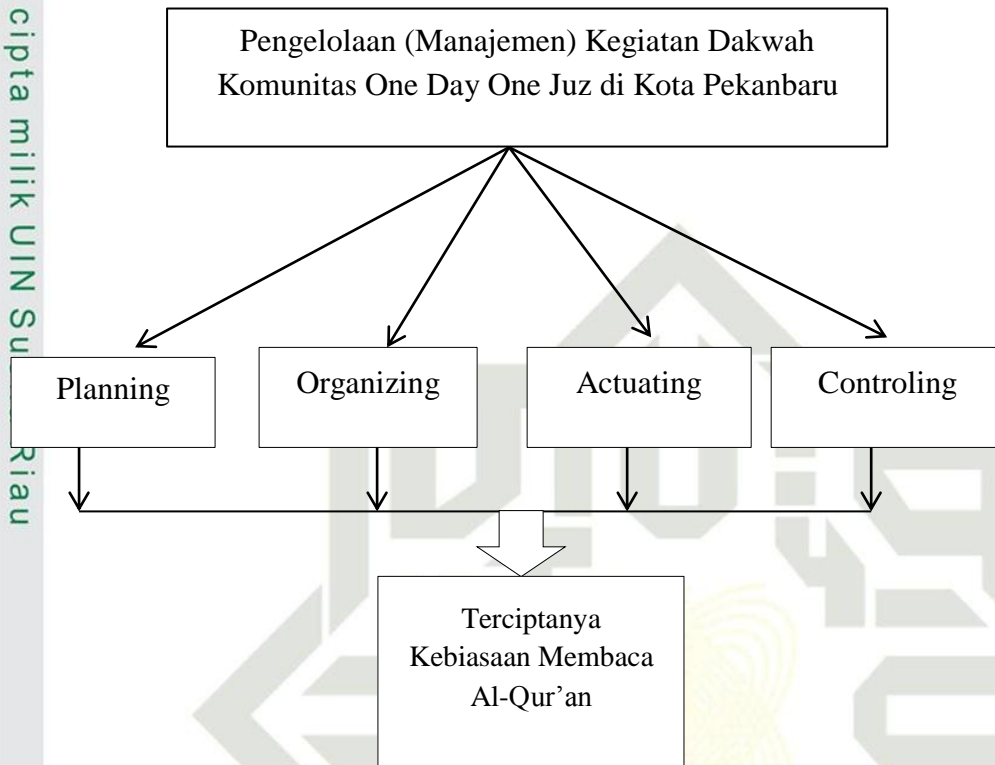 cipta milik UIN Su Riau
Pengelolaan (Manajemen) Kegiatan Dakwah
Komunitas One Day One Juz di Kota Pekanbaru
Planning
Organizing
Actuating
Controling
Terciptanya
Kebiasaan Membaca
Al-Qur’an